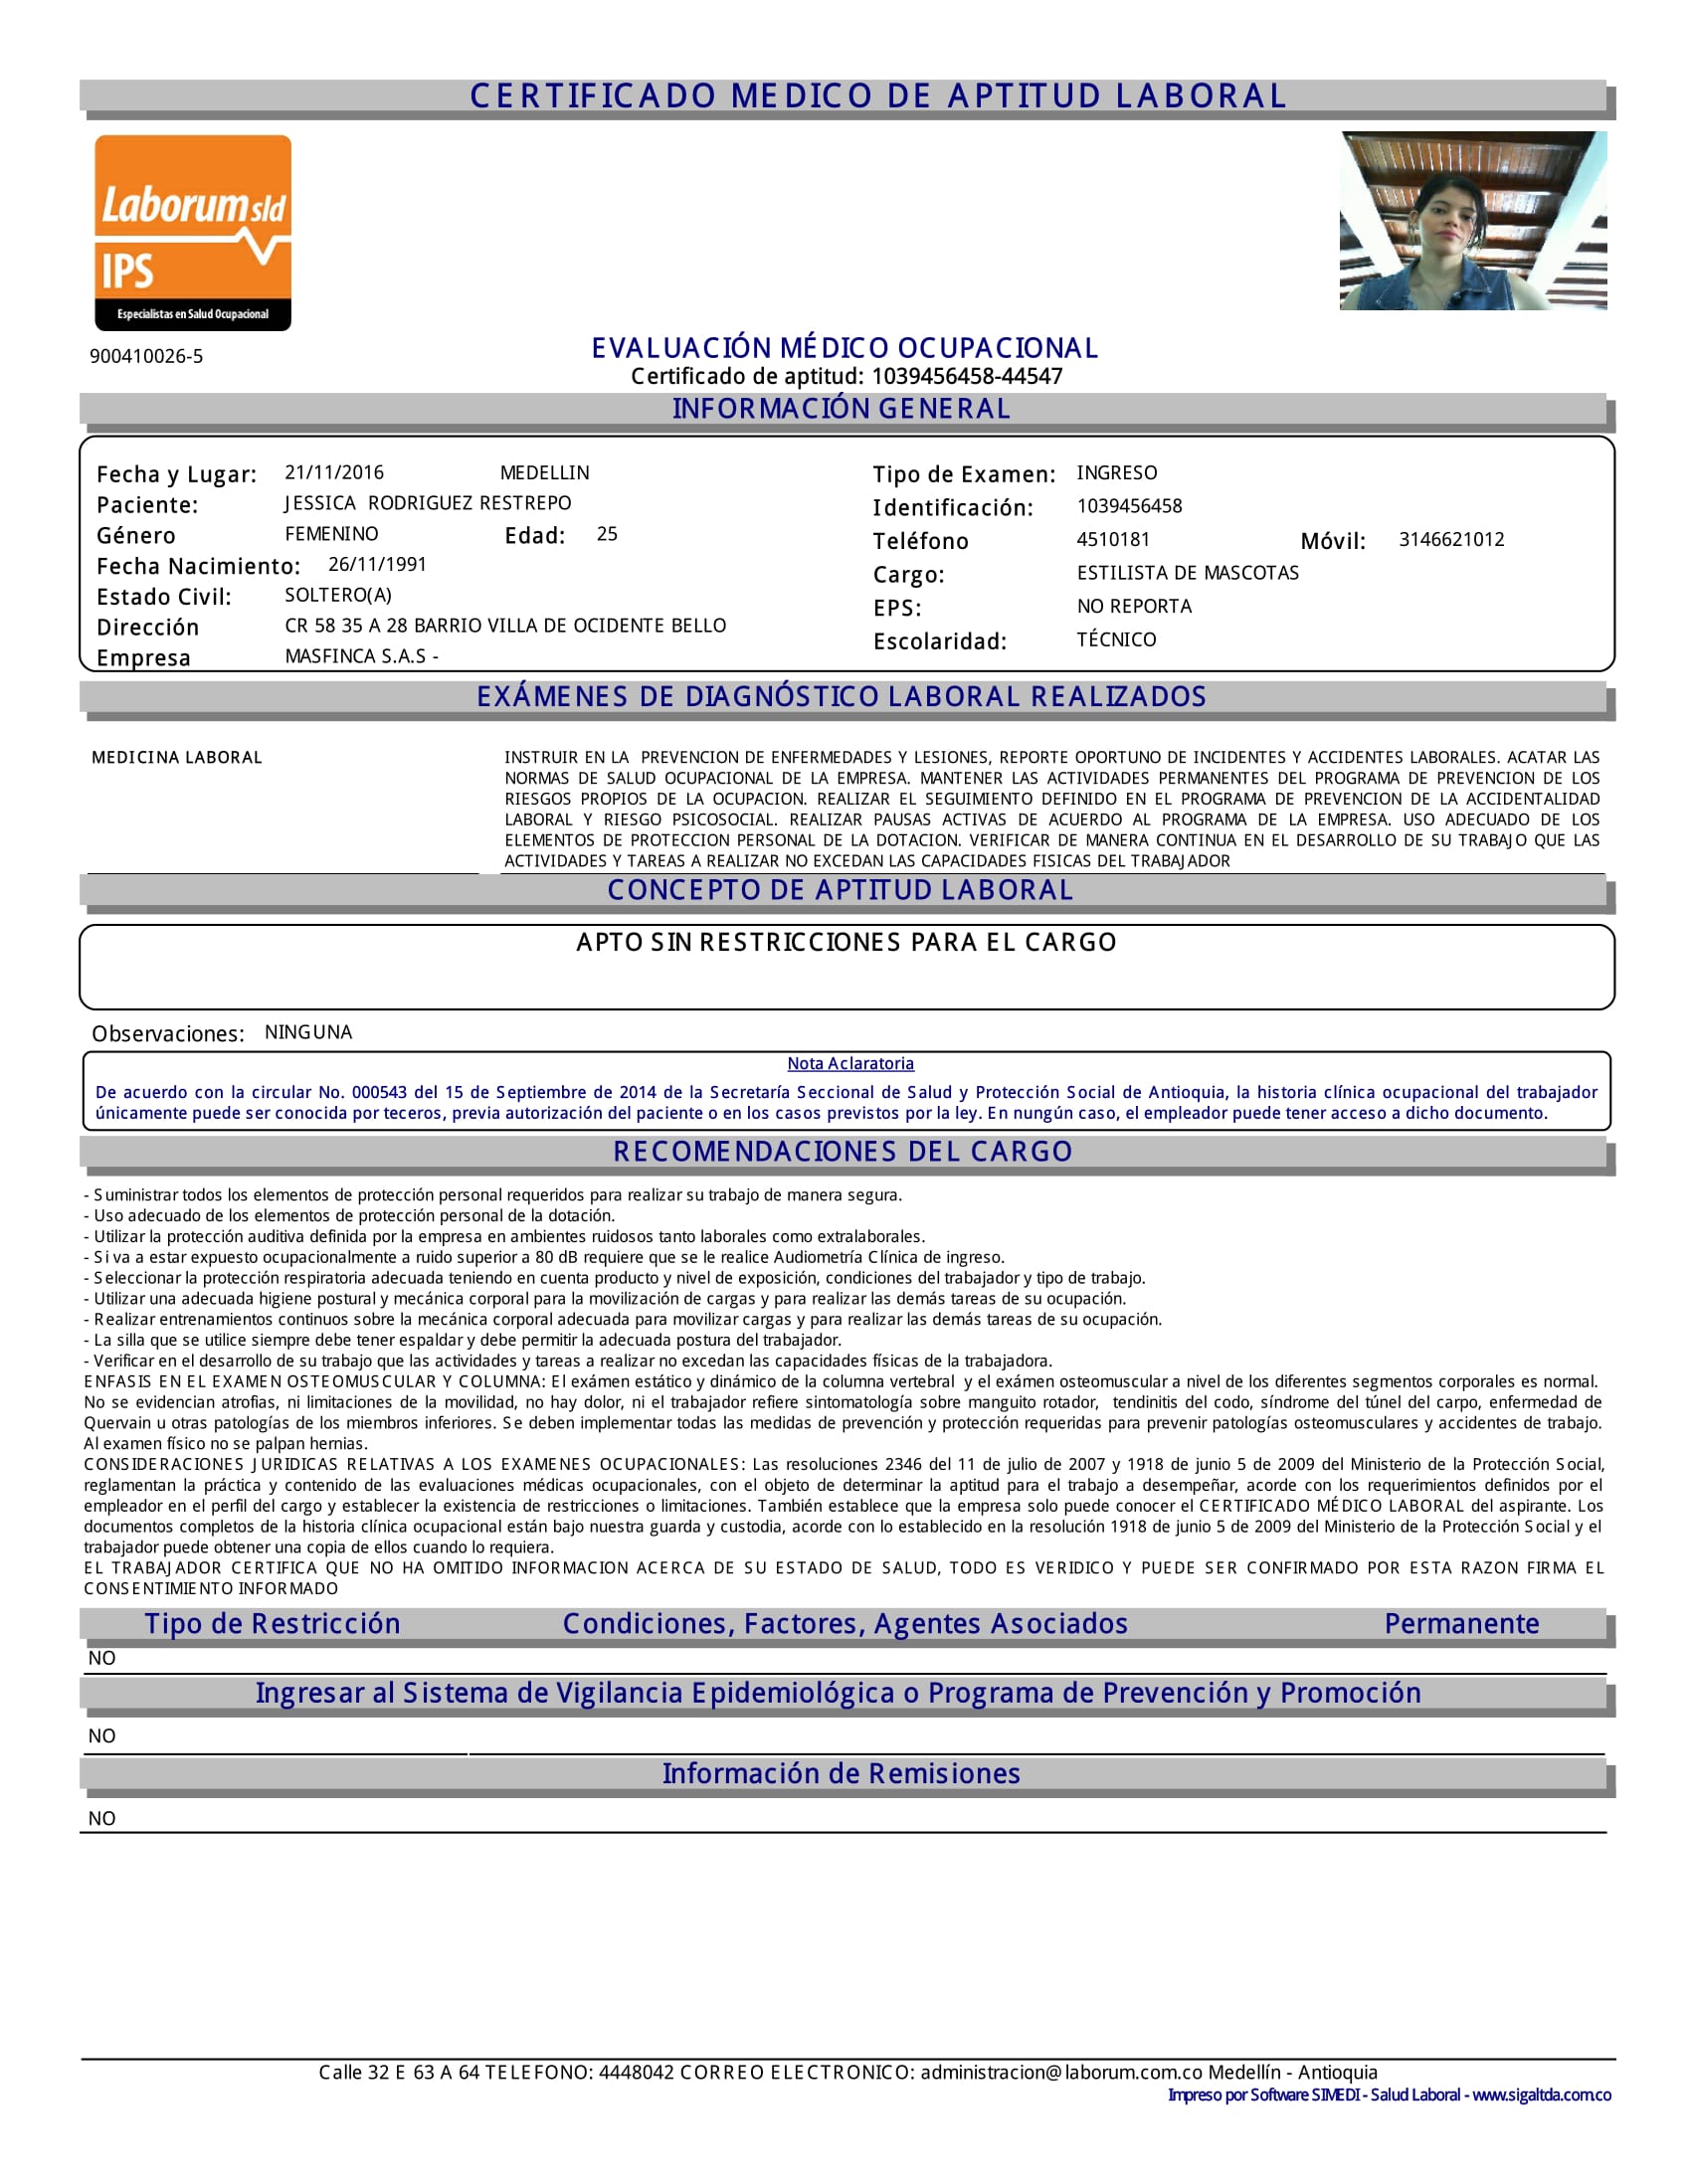 CERTIFICADO MEDICO DE APTITUD LABORAL
Laborum sld
IPS
Especialistas en Salud Ocupacional
900410026-5
EVALUACIÓN MÉDICO OCUPACIONAL
Certificado de aptitud: 1039456458-44547
INFORMACIÓN GENERAL
Fecha y Lugar: 21/11/2016 MEDELLIN
Paciente: JESSICA RODRIGUEZ RESTREPO
Género FEMENINO Edad: 25
Fecha Nacimiento: 26/11/1991
Estado Civil: SOLTERO(A)
Dirección CR 58 35 A 28 BARRIO VILLA DE OCIDENTE BELLO
Empresa MASFINCA S.A.S -
Tipo de Examen: INGRESO
Identificación: 1039456458
Teléfono 4510181 Móvil: 3146621012
Cargo: ESTILISTA DE MASCOTAS
EPS: NO REPORTA
Escolaridad: TÉCNICO
EXÁMENES DE DIAGNÓSTICO LABORAL REALIZADOS
MEDICINA LABORAL
INSTRUIR EN LA PREVENCION DE ENFERMEDADES Y LESIONES, REPORTE OPORTUNO DE INCIDENTES Y ACCIDENTES LABORALES. ACATAR LAS
NORMAS DE SALUD OCUPACIONAL DE LA EMPRESA. MANTENER LAS ACTIVIDADES PERMANENTES DEL PROGRAMA DE PREVENCION DE LOS
RIESGOS PROPIOS DE LA OCUPACION. REALIZAR EL SEGUIMIENTO DEFINIDO EN EL PROGRAMA DE PREVENCION DE LA ACCIDENTALIDAD
LABORAL Y RIESGO PSICOSOCIAL. REALIZAR PAUSAS ACTIVAS DE ACUERDO AL PROGRAMA DE LA EMPRESA. USO ADECUADO DE LOS
ELEMENTOS DE PROTECCION PERSONAL DE LA DOTACION. VERIFICAR DE MANERA CONTINUA EN EL DESARROLLO DE SU TRABAJO QUE LAS
ACTIVIDADES Y TAREAS A REALIZAR NO EXCEDAN LAS CAPACIDADES FISICAS DEL TRABAJADOR
CONCEPTO DE APTITUD LABORAL
APTO SIN RESTRICCIONES PARA EL CARGO
Observaciones: NINGUNA
Nota Aclaratoria
De acuerdo con la circular No. 000543 del 15 de Septiembre de 2014 de la Secretaría Seccional de Salud y Protección Social de Antioquia, la historia clínica ocupacional del trabajador
únicamente puede ser conocida por teceros, previa autorización del paciente o en los casos previstos por la ley. En nungún caso, el empleador puede tener acceso a dicho documento.
RECOMENDACIONES DEL CARGO
- Suministrar todos los elementos de protección personal requeridos para realizar su trabajo de manera segura.
- Uso adecuado de los elementos de protección personal de la dotación.
- Utilizar la protección auditiva definida por la empresa en ambientes ruidosos tanto laborales como extralaborales.
- Si va a estar expuesto ocupacionalmente a ruido superior a 80 dB requiere que se le realice Audiometría Clínica de ingreso.
- Seleccionar la protección respiratoria adecuada teniendo en cuenta producto y nivel de exposición, condiciones del trabajador y tipo de trabajo.
- Utilizar una adecuada higiene postural y mecánica corporal para la movilización de cargas y para realizar las demás tareas de su ocupación.
- Realizar entrenamientos continuos sobre la mecánica corporal adecuada para movilizar cargas y para realizar las demás tareas de su ocupación.
- La silla que se utilice siempre debe tener espaldar y debe permitir la adecuada postura del trabajador.
- Verificar en el desarrollo de su trabajo que las actividades y tareas a realizar no excedan las capacidades físicas de la trabajadora.
ENFASIS EN EL EXAMEN OSTEOMUSCULAR Y COLUMNA: El exámen estático y dinámico de la columna vertebral y el exámen osteomuscular a nivel de los diferentes segmentos corporales es normal.
No se evidencian atrofias, ni limitaciones de la movilidad, no hay dolor, ni el trabajador refiere sintomatología sobre manguito rotador, tendinitis del codo, síndrome del túnel del carpo, enfermedad de
Quervain u otras patologías de los miembros inferiores. Se deben implementar todas las medidas de prevención y protección requeridas para prevenir patologías osteomusculares y accidentes de trabajo.
Al examen físico no se palpan hernias.
CONSIDERACIONES JURIDICAS RELATIVAS A LOS EXAMENES OCUPACIONALES: Las resoluciones 2346 del 11 de julio de 2007 y 1918 de junio 5 de 2009 del Ministerio de la Protección Social,
reglamentan la práctica y contenido de las evaluaciones médicas ocupacionales, con el objeto de determinar la aptitud para el trabajo a desempeñar, acorde con los requerimientos definidos por el
empleador en el perfil del cargo y establecer la existencia de restricciones o limitaciones. También establece que la empresa solo puede conocer el CERTIFICADO MÉDICO LABORAL del aspirante. Los
documentos completos de la historia clínica ocupacional están bajo nuestra guarda y custodia, acorde con lo establecido en la resolución 1918 de junio 5 de 2009 del Ministerio de la Protección Social y el
trabajador puede obtener una copia de ellos cuando lo requiera.
EL TRABAJADOR CERTIFICA QUE NO HA OMITIDO INFORMACION ACERCA DE SU ESTADO DE SALUD, TODO ES VERIDICO Y PUEDE SER CONFIRMADO POR ESTA RAZON FIRMA EL
CONSENTIMIENTO INFORMADO
Tipo de Restricción Condiciones, Factores, Agentes Asociados Permanente
NO
Ingresar al Sistema de Vigilancia Epidemiológica o Programa de Prevención y Promoción
NO
Información de Remisiones
NO
Calle 32 E 63 A 64 TELEFONO: 4448042 CORREO ELECTRONICO: administracion@laborum.com.co Medellín - Antioquia
Impreso por Software SIMEDI - Salud Laboral - www.sigaltda.com.co